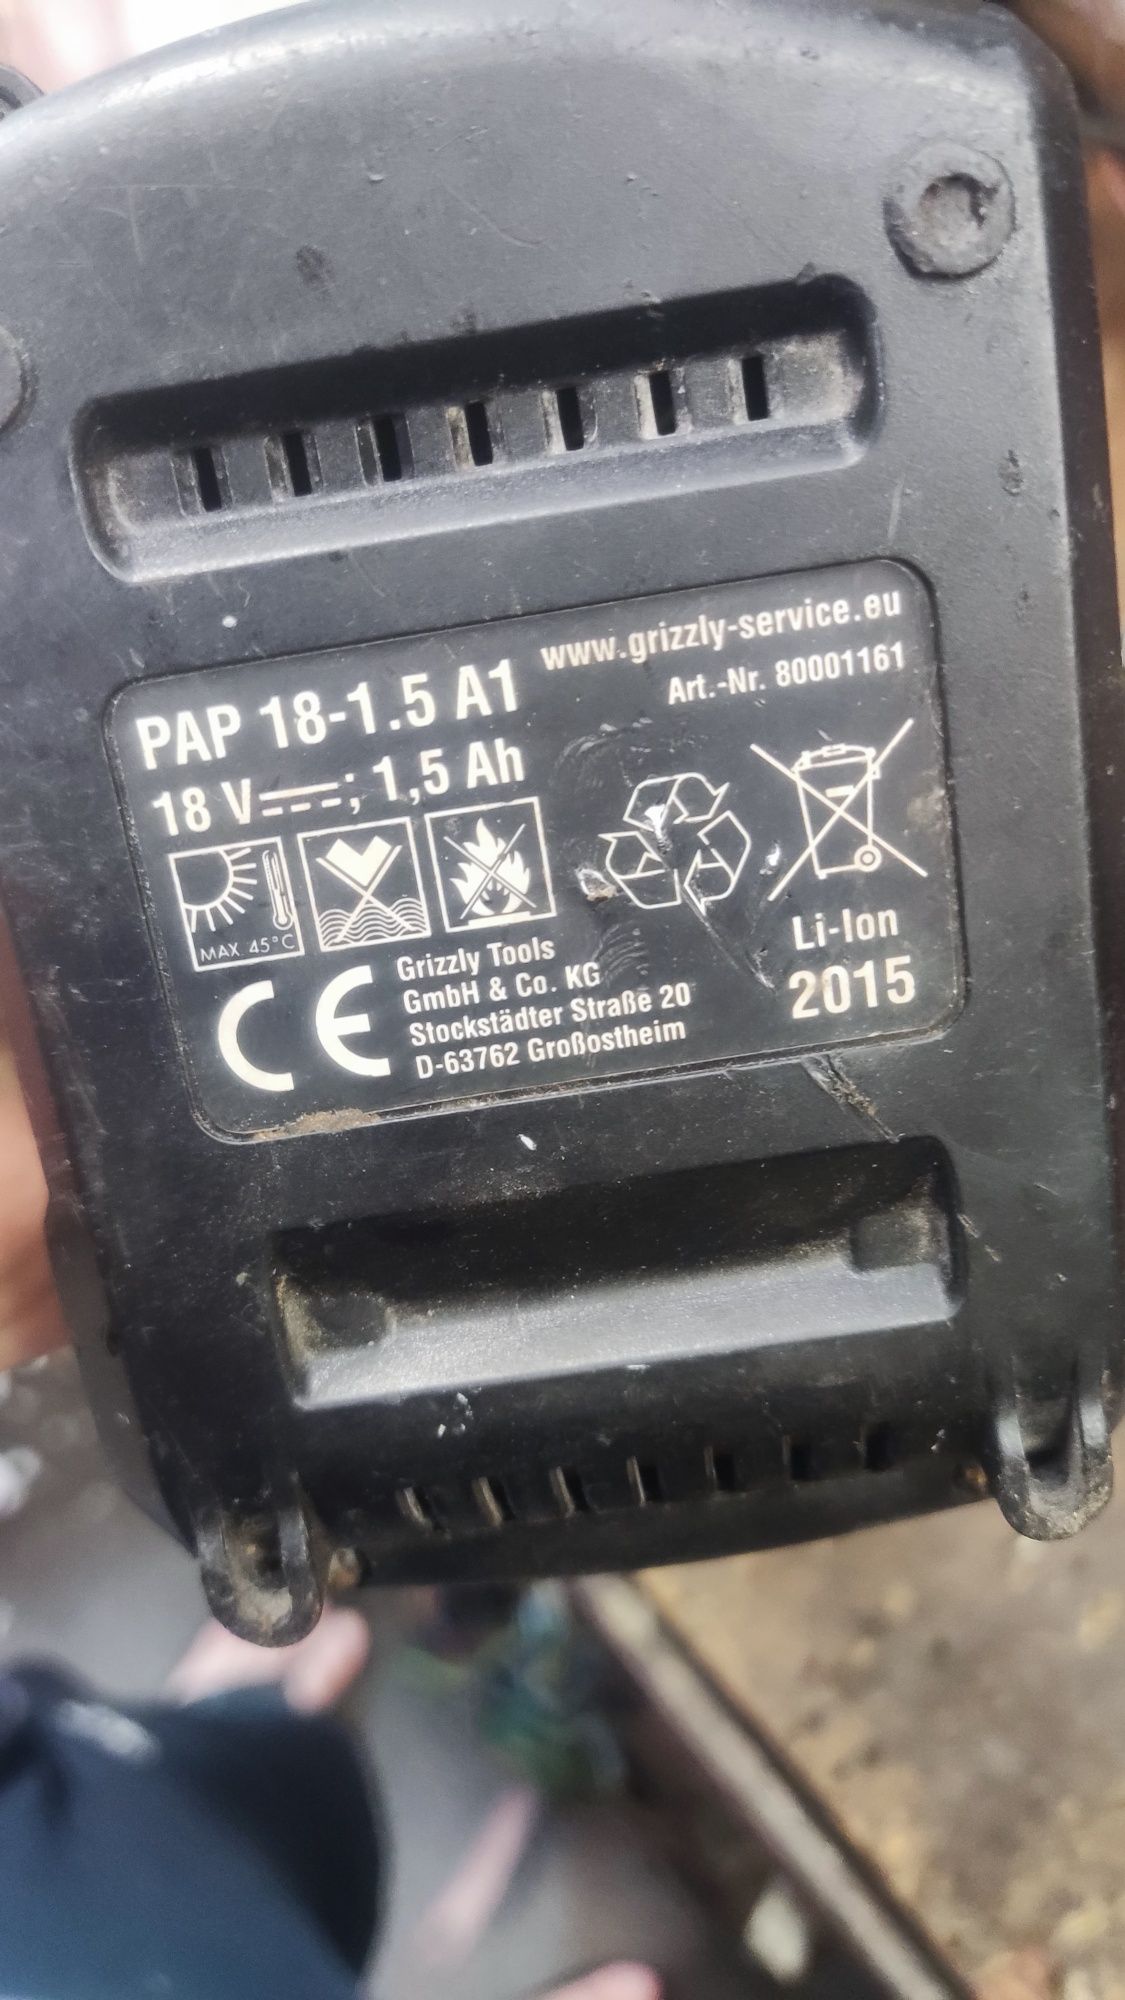 www.grizzly-service.eu
PAP 18-1.5 A1
Art.-Nr. 80001161
18 V ⎓; 1,5 Ah
MAX. 45°C
CE
Grizzly Tools
GmbH & Co. KG
Stockstädter Straße 20
D-63762 Großostheim
Li-Ion
2015